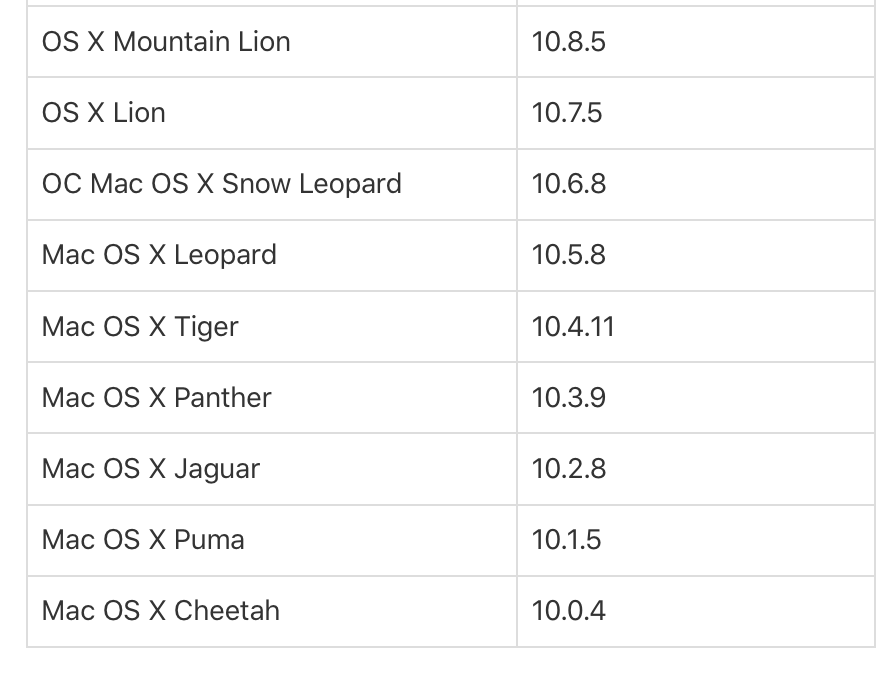 OS X Mountain Lion 10.8.5
OS X Lion 10.7.5
OC Mac OS X Snow Leopard 10.6.8
Mac OS X Leopard 10.5.8
Mac OS X Tiger 10.4.11
Mac OS X Panther 10.3.9
Mac OS X Jaguar 10.2.8
Mac OS X Puma 10.1.5
Mac OS X Cheetah 10.0.4